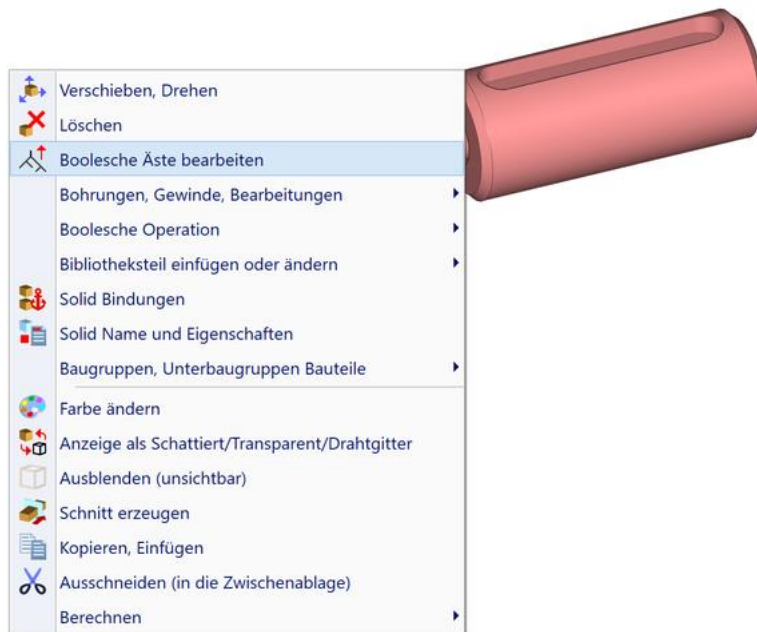 Verschieben, Drehen
Löschen
Boolesche Äste bearbeiten
Bohrungen, Gewinde, Bearbeitungen
Boolesche Operation
Bibliotheksteil einfügen oder ändern
Solid Bindungen
Solid Name und Eigenschaften
Baugruppen, Unterbaugruppen Bauteile
Farbe ändern
Anzeige als Schattiert/Transparent/Drahtgitter
Ausblenden (unsichtbar)
Schnitt erzeugen
Kopieren, Einfügen
Ausschneiden (in die Zwischenablage)
Berechnen